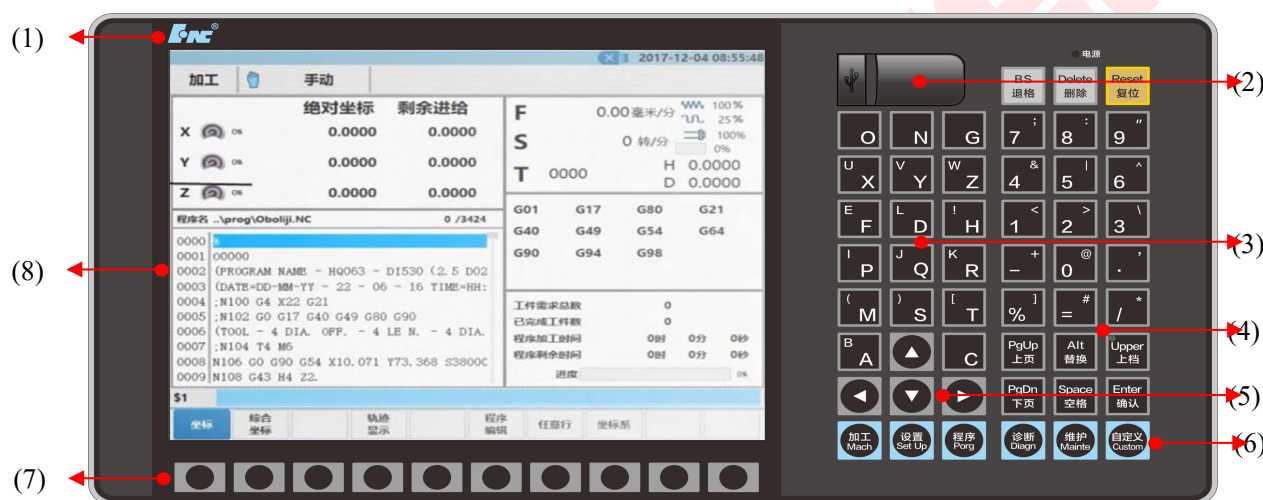 (1)
HNC®
2017-12-04 08:55:48
加工 手动
绝对坐标 剩余进给
X 0% 0.0000 0.0000
Y 0% 0.0000 0.0000
Z 0% 0.0000 0.0000
F 0.00 毫米/分 100% 25%
S 0 转/分 100% 0%
T 0000 H 0.0000
D 0.0000
程序名 ..\prog\Oboliji.NC 0 /3424
G01 G17 G80 G21
G40 G49 G54 G64
G90 G94 G98
0000 %
0001 00000
0002 (PROGRAM NAME - HQ063 - DI530 (2.5 D02
0003 (DATE=DD-MM-YY - 22 - 06 - 16 TIME=HH:
0004 ;N100 G4 X22 G21
0005 ;N102 G0 G17 G40 G49 G80 G90
0006 (TOOL - 4 DIA. OFF. - 4 LE N. - 4 DIA.
0007 ;N104 T4 M6
0008 N106 G0 G90 G54 X10.071 Y73.368 S3800C
0009 N108 G43 H4 Z2.
工件需求总数 0
已完成工件数 0
程序加工时间 0时 0分 0秒
程序剩余时间 0时 0分 0秒
进度 0%
$1
坐标 综合坐标 轨迹显示 程序编辑 任意行 坐标系
电源
BS 退格 Delete 删除 Reset 复位
(2)
O N G 7 ; 8 : 9 "
U X V Y W Z 4 & 5 | 6 ^
E F L D ! H 1 < 2 > 3 \
(3)
I P J Q K R - + 0 @ . '
( M ) S [ T % ] = # / *
(4)
B A C PgUp 上页 Alt 替换 Upper 上档
PgDn 下页 Space 空格 Enter 确认
(5)
加工 Mach 设置 Set Up 程序 Porg 诊断 Diagn 维护 Mainte 自定义 Custom
(6)
(7)
(8)